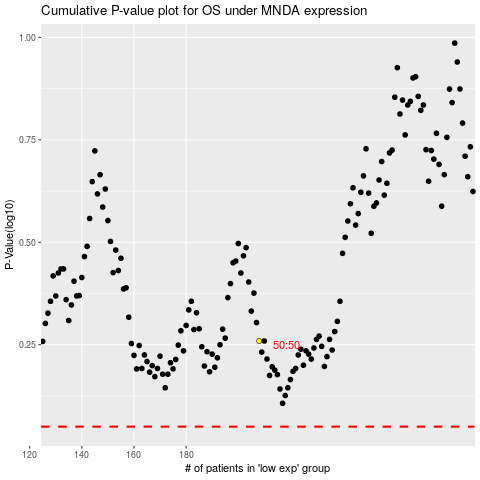 Cumulative P-value plot for OS under MNDA expression
1.00
0.75
0.50
0.25
P-Value(log10)
50:50
120 140 160 180
# of patients in 'low exp' group